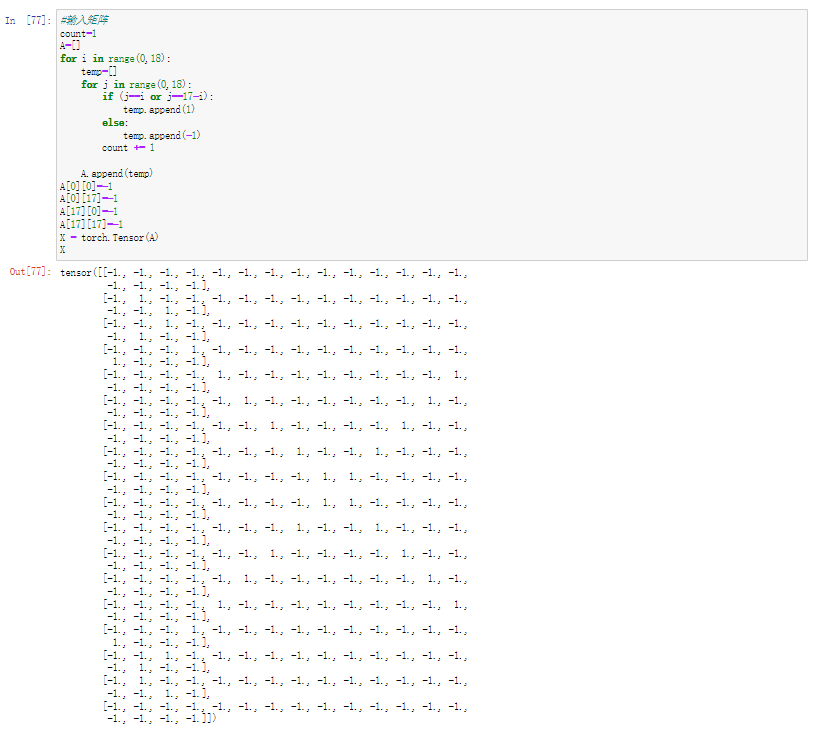 In [77]:
#输入矩阵
count=1
A=[]
for i in range(0,18):
    temp=[]
    for j in range(0,18):
        if (j==i or j==17-i):
            temp.append(1)
        else:
            temp.append(-1)
        count += 1
    A.append(temp)
A[0][0]=-1
A[0][17]=-1
A[17][0]=-1
A[17][17]=-1
X = torch.Tensor(A)
X
Out[77]: tensor([[-1., -1., -1., -1., -1., -1., -1., -1., -1., -1., -1., -1., -1., -1.,
-1., -1., -1., -1.],
[-1.,  1., -1., -1., -1., -1., -1., -1., -1., -1., -1., -1., -1., -1.,
-1., -1.,  1., -1.],
[-1., -1.,  1., -1., -1., -1., -1., -1., -1., -1., -1., -1., -1., -1.,
-1.,  1., -1., -1.],
[-1., -1., -1.,  1., -1., -1., -1., -1., -1., -1., -1., -1., -1., -1.,
 1., -1., -1., -1.],
[-1., -1., -1., -1.,  1., -1., -1., -1., -1., -1., -1., -1., -1.,  1.,
-1., -1., -1., -1.],
[-1., -1., -1., -1., -1.,  1., -1., -1., -1., -1., -1., -1.,  1., -1.,
-1., -1., -1., -1.],
[-1., -1., -1., -1., -1., -1.,  1., -1., -1., -1., -1.,  1., -1., -1.,
-1., -1., -1., -1.],
[-1., -1., -1., -1., -1., -1., -1.,  1., -1., -1.,  1., -1., -1., -1.,
-1., -1., -1., -1.],
[-1., -1., -1., -1., -1., -1., -1., -1.,  1.,  1., -1., -1., -1., -1.,
-1., -1., -1., -1.],
[-1., -1., -1., -1., -1., -1., -1., -1.,  1.,  1., -1., -1., -1., -1.,
-1., -1., -1., -1.],
[-1., -1., -1., -1., -1., -1., -1.,  1., -1., -1.,  1., -1., -1., -1.,
-1., -1., -1., -1.],
[-1., -1., -1., -1., -1., -1.,  1., -1., -1., -1., -1.,  1., -1., -1.,
-1., -1., -1., -1.],
[-1., -1., -1., -1., -1.,  1., -1., -1., -1., -1., -1., -1.,  1., -1.,
-1., -1., -1., -1.],
[-1., -1., -1., -1.,  1., -1., -1., -1., -1., -1., -1., -1., -1.,  1.,
-1., -1., -1., -1.],
[-1., -1., -1.,  1., -1., -1., -1., -1., -1., -1., -1., -1., -1., -1.,
 1., -1., -1., -1.],
[-1., -1.,  1., -1., -1., -1., -1., -1., -1., -1., -1., -1., -1., -1.,
-1.,  1., -1., -1.],
[-1.,  1., -1., -1., -1., -1., -1., -1., -1., -1., -1., -1., -1., -1.,
-1., -1.,  1., -1.],
[-1., -1., -1., -1., -1., -1., -1., -1., -1., -1., -1., -1., -1., -1.,
-1., -1., -1., -1.]])